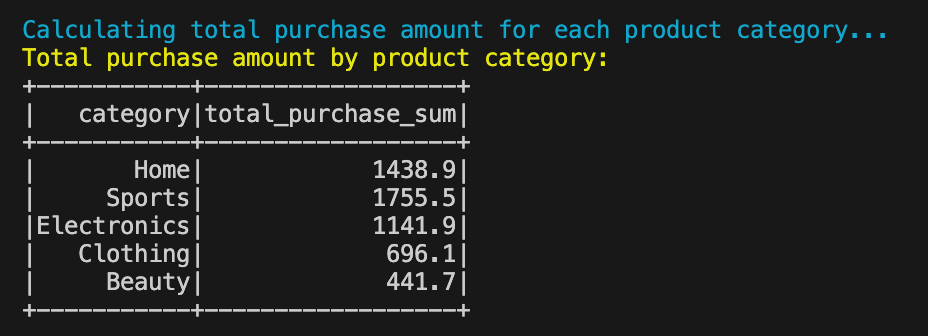 Calculating total purchase amount for each product category...
Total purchase amount by product category:
+-----------+------------------+
|   category|total_purchase_sum|
+-----------+------------------+
|       Home|            1438.9|
|     Sports|            1755.5|
|Electronics|            1141.9|
|   Clothing|             696.1|
|     Beauty|             441.7|
+-----------+------------------+